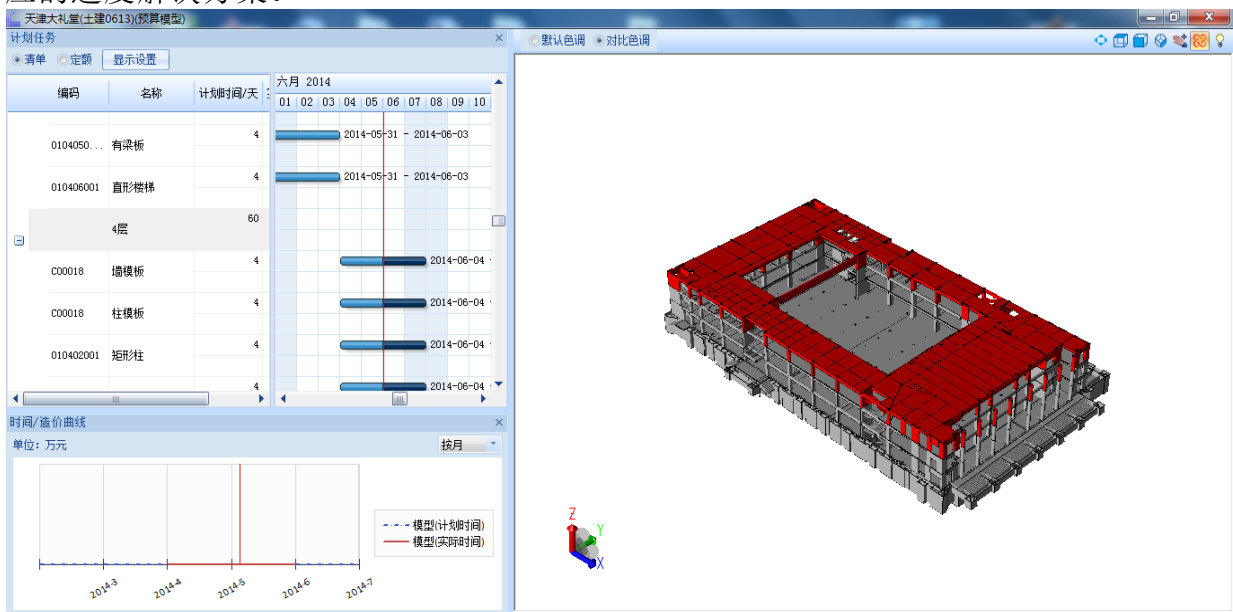 天津大礼堂(土建0613)(预算模型)
计划任务
清单 定额 显示设置
默认色调 对比色调
编码 名称 计划时间/天
六月 2014
01 02 03 04 05 06 07 08 09 10
0104050... 有梁板 4 2014-05-31 - 2014-06-03
010406001 直形楼梯 4 2014-05-31 - 2014-06-03
4层 60
C00018 墙模板 4 2014-06-04
C00018 柱模板 4 2014-06-04
010402001 矩形柱 4 2014-06-04
4 2014-06-04
时间/造价曲线
单位: 万元 按月
模型(计划时间)
模型(实际时间)
2014-3 2014-4 2014-5 2014-6 2014-7
Z
Y
X